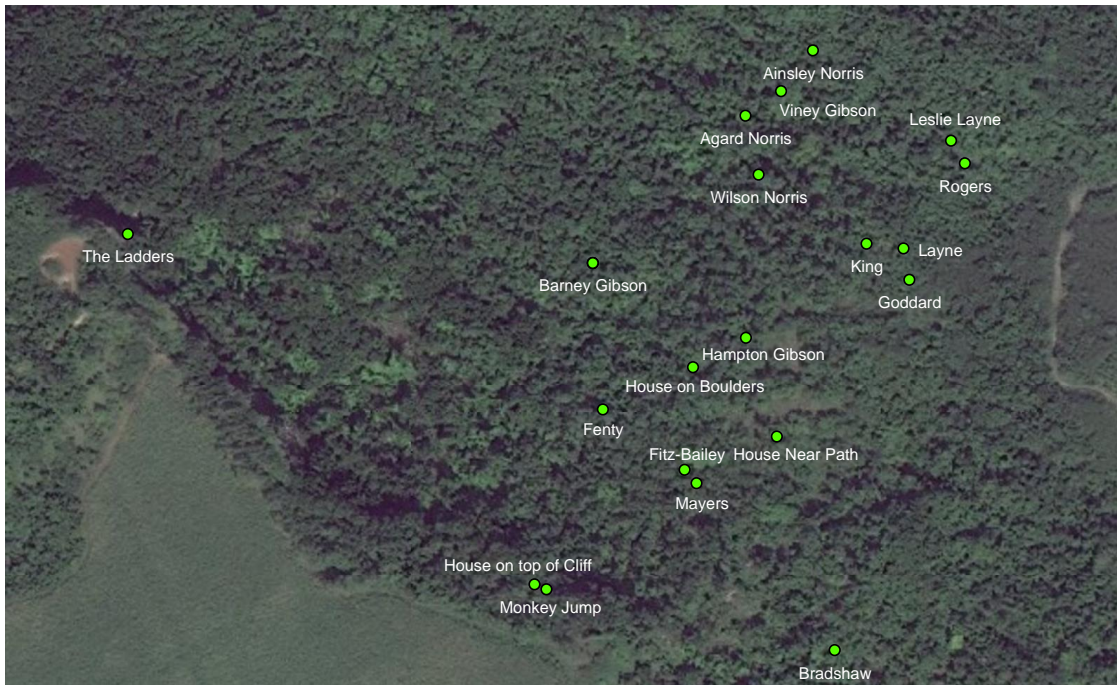 Ainsley Norris
Viney Gibson
Leslie Layne
Agard Norris
Rogers
Wilson Norris
The Ladders
Layne
King
Barney Gibson
Goddard
Hampton Gibson
House on Boulders
Fenty
Fitz-Bailey
House Near Path
Mayers
House on top of Cliff
Monkey Jump
Bradshaw